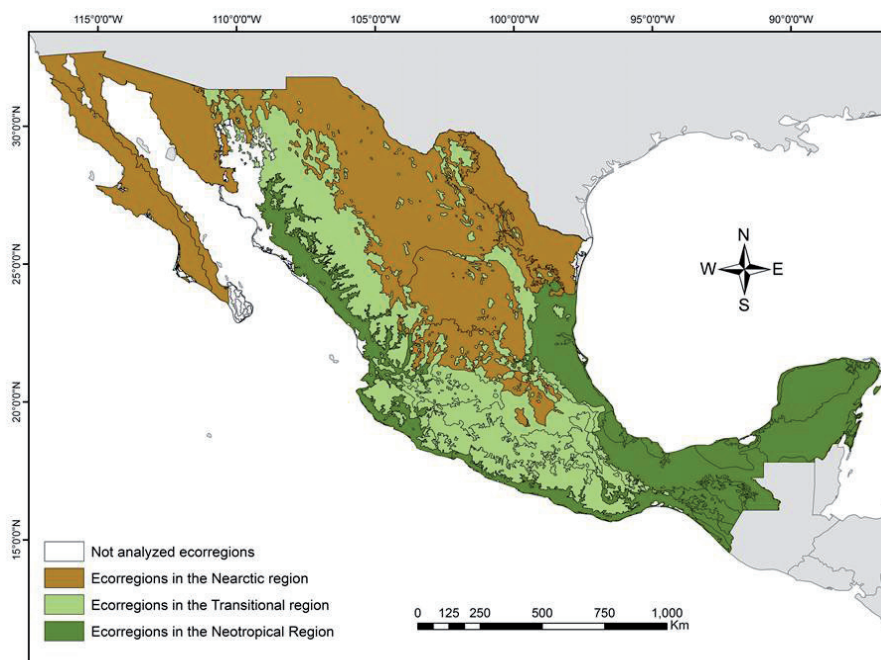 115°0'0"W 110°0'0"W 105°0'0"W 100°0'0"W 95°0'0"W 90°0'0"W
30°0'0"N
25°0'0"N
20°0'0"N
15°0'0"N
N
W E
S
Not analyzed ecorregions
Ecorregions in the Nearctic region
Ecorregions in the Transitional region
Ecorregions in the Neotropical Region
0 125 250 500 750 1,000
Km